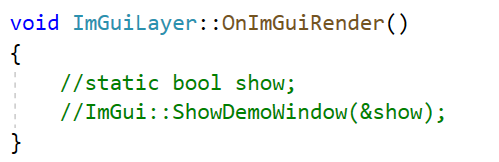 void ImGuiLayer::OnImGuiRender()
{
    //static bool show;
    //ImGui::ShowDemoWindow(&show);
}